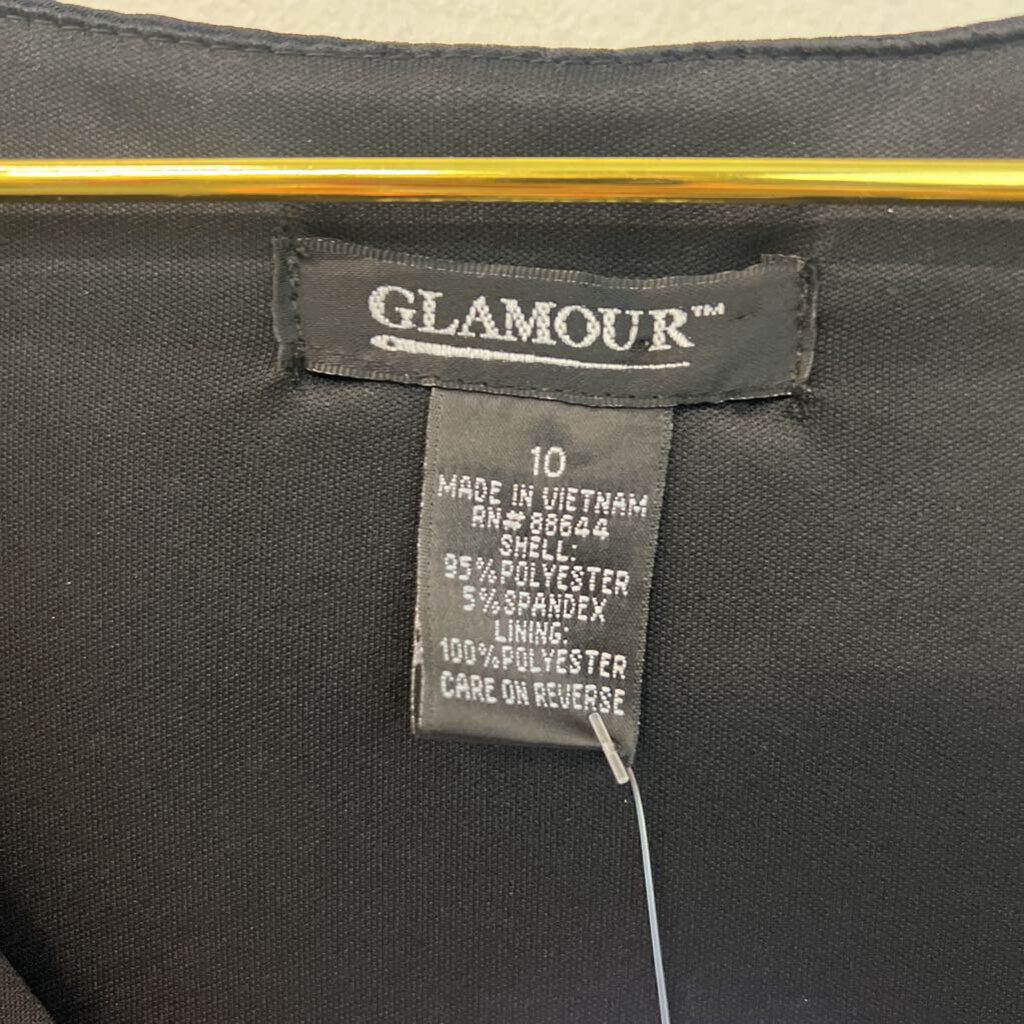 GLAMOUR™
10
MADE IN VIETNAM
RN#88644
SHELL:
95%POLYESTER
5%SPANDEX
LINING:
100%POLYESTER
CARE ON REVERSE